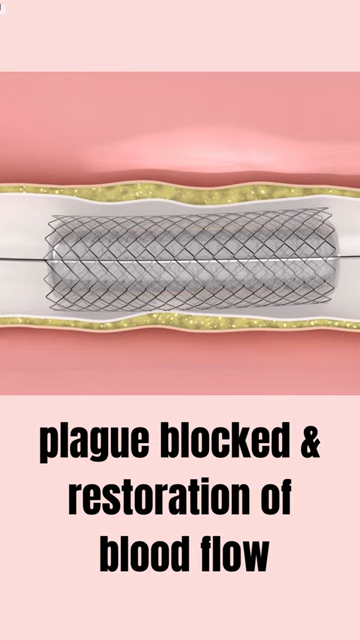 plague blocked &
restoration of
blood flow